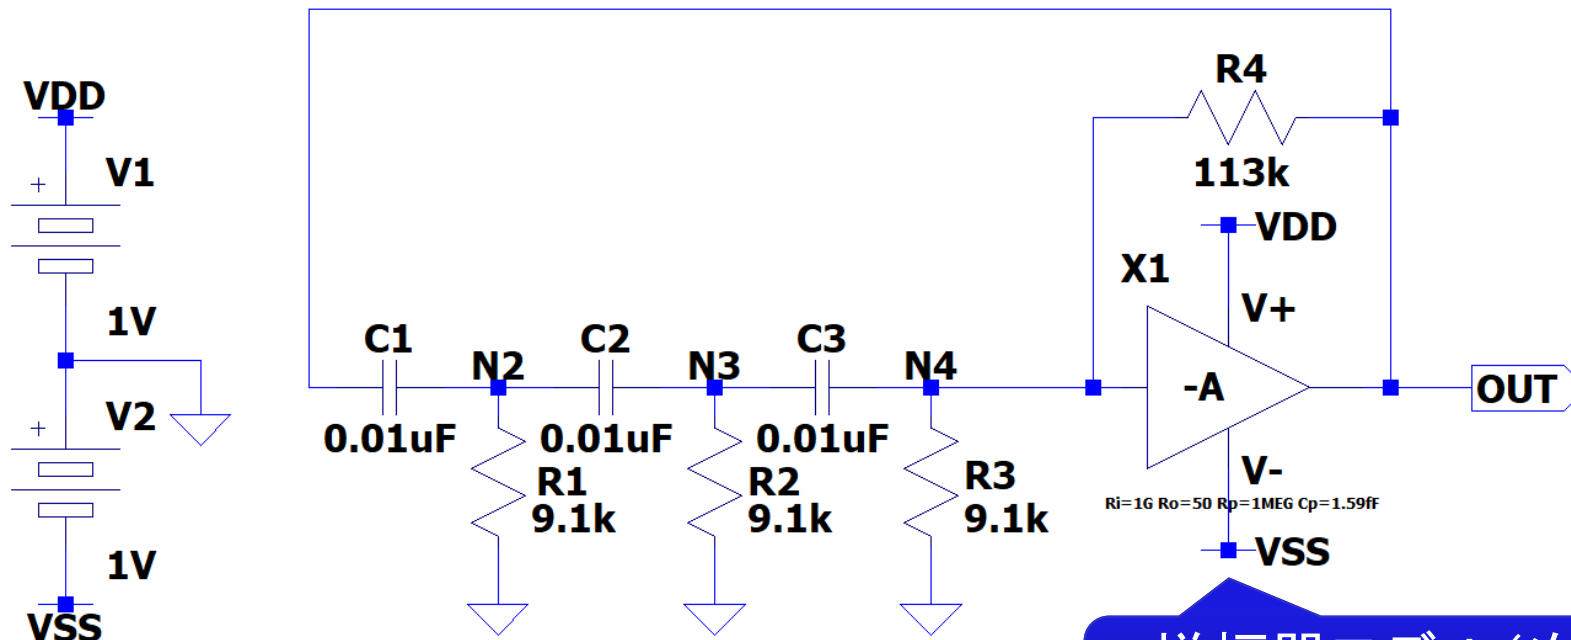 VDD
V1
+
1V
V2
+
1V
VSS
C1
0.01uF
N2
R1
9.1k
C2
0.01uF
N3
R2
9.1k
C3
0.01uF
N4
R3
9.1k
R4
113k
VDD
X1
V+
-A
V-
Ri=1G Ro=50 Rp=1MEG Cp=1.59fF
VSS
OUT